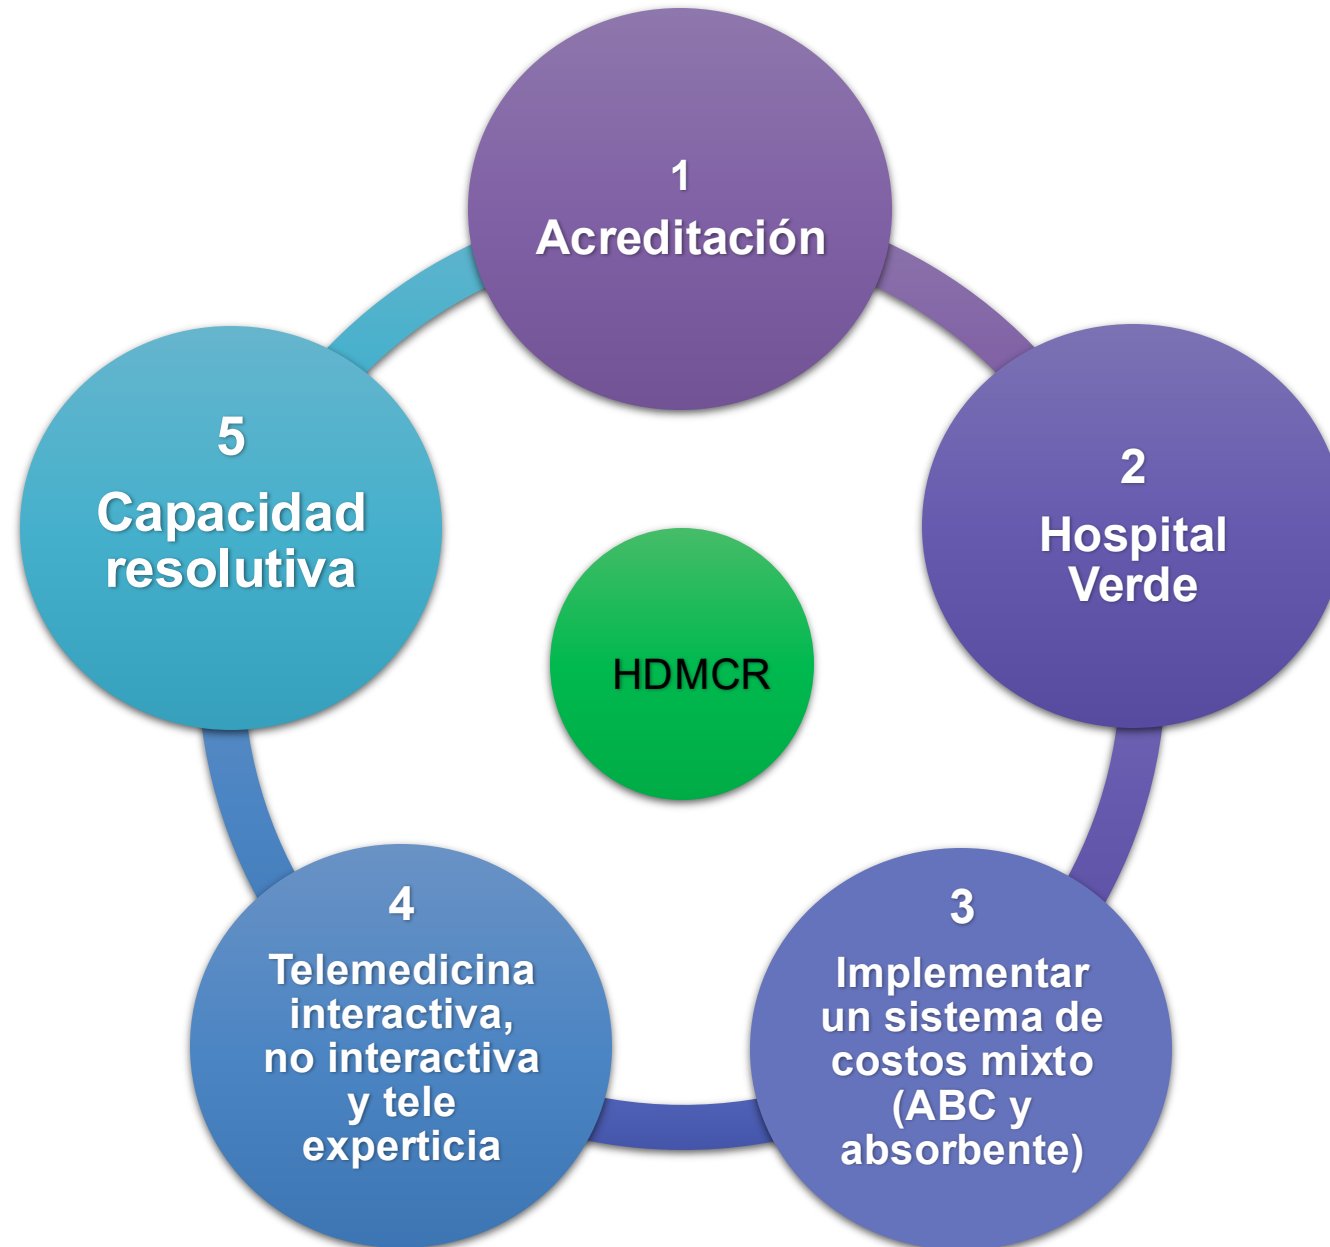 1
Acreditación
2
Hospital
Verde
3
Implementar
un sistema de
costos mixto
(ABC y
absorbente)
4
Telemedicina
interactiva,
no interactiva
y tele
experticia
5
Capacidad
resolutiva
HDMCR